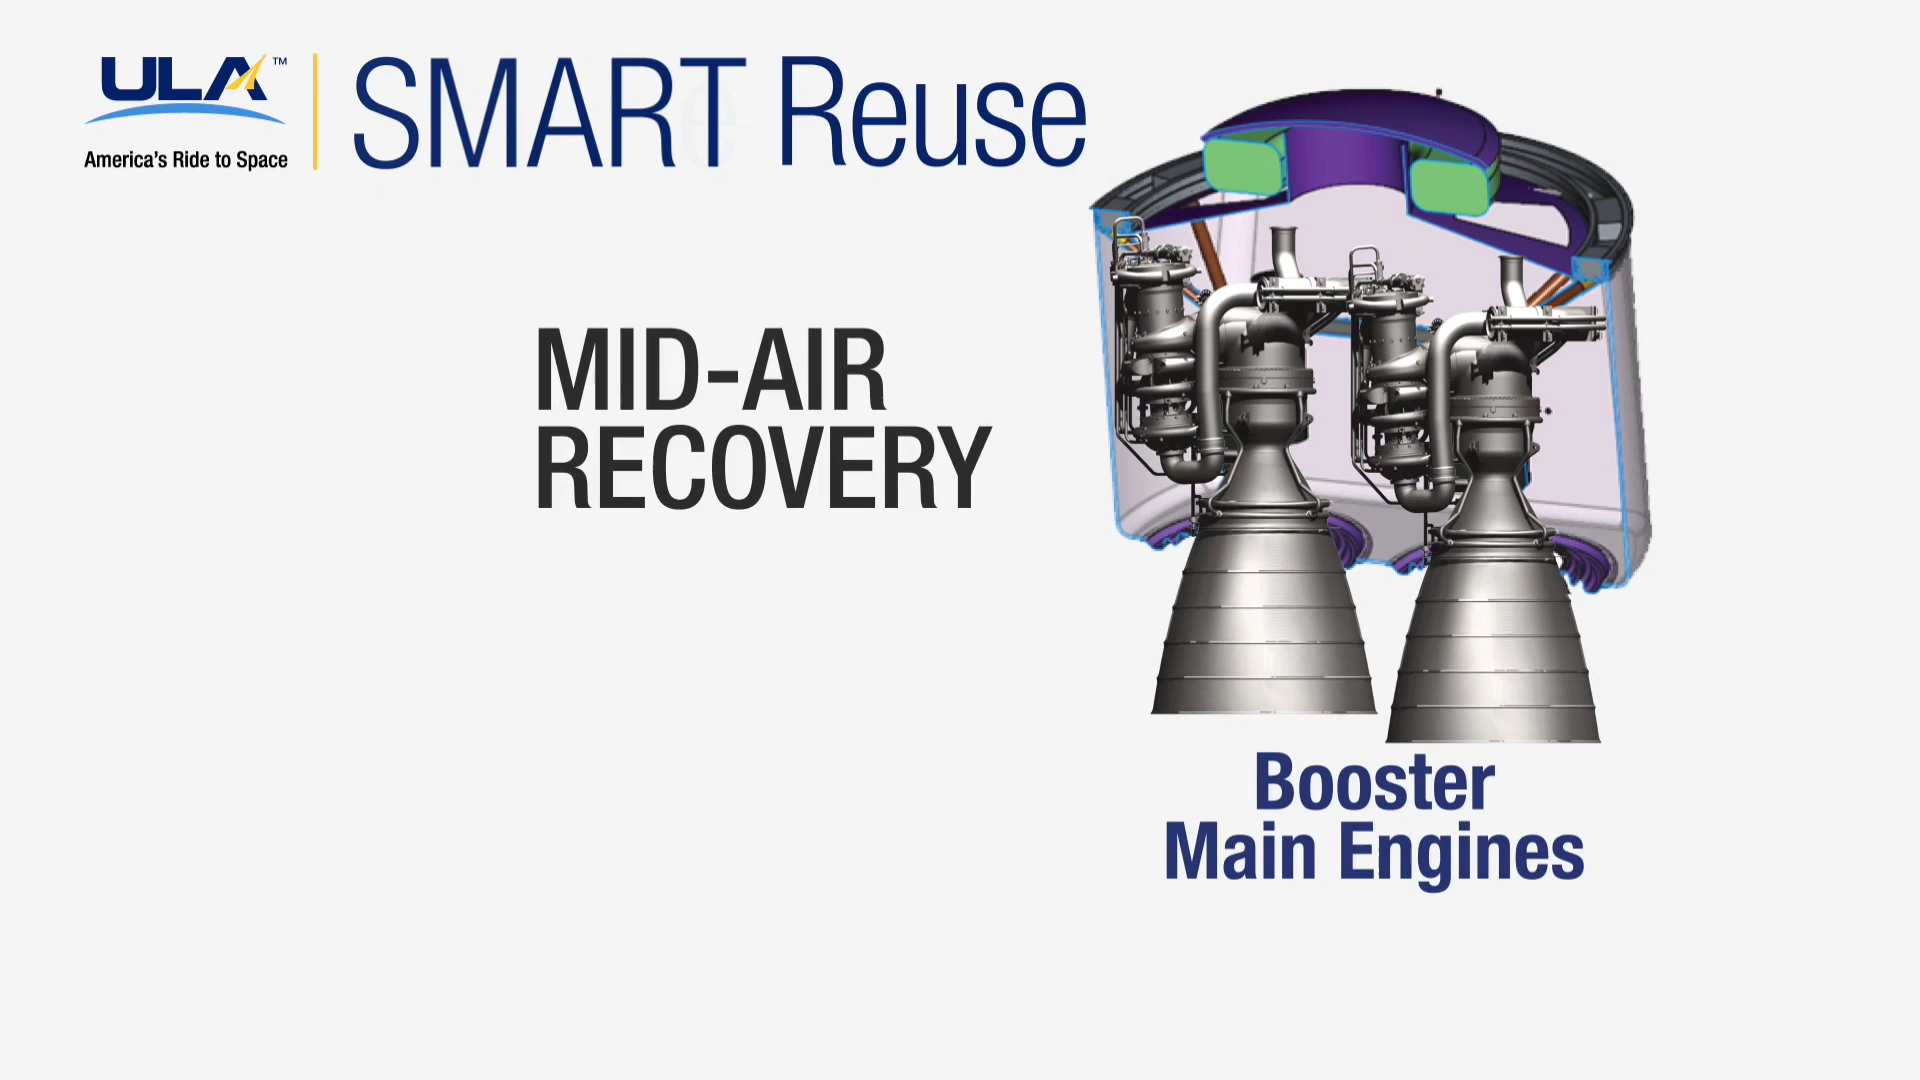 ULA™
America's Ride to Space
SMART Reuse
MID-AIR
RECOVERY
Booster
Main Engines